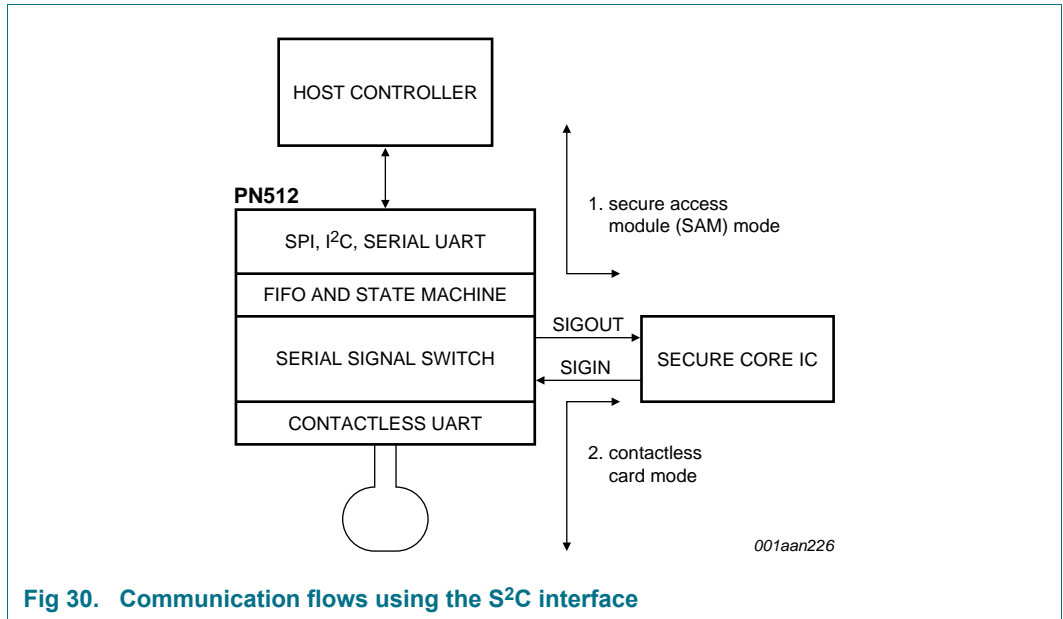 HOST CONTROLLER
PN512
SPI, I²C, SERIAL UART
FIFO AND STATE MACHINE
SERIAL SIGNAL SWITCH
CONTACTLESS UART
SIGOUT
SIGIN
SECURE CORE IC
1. secure access
module (SAM) mode
2. contactless
card mode
001aan226
Fig 30. Communication flows using the S²C interface